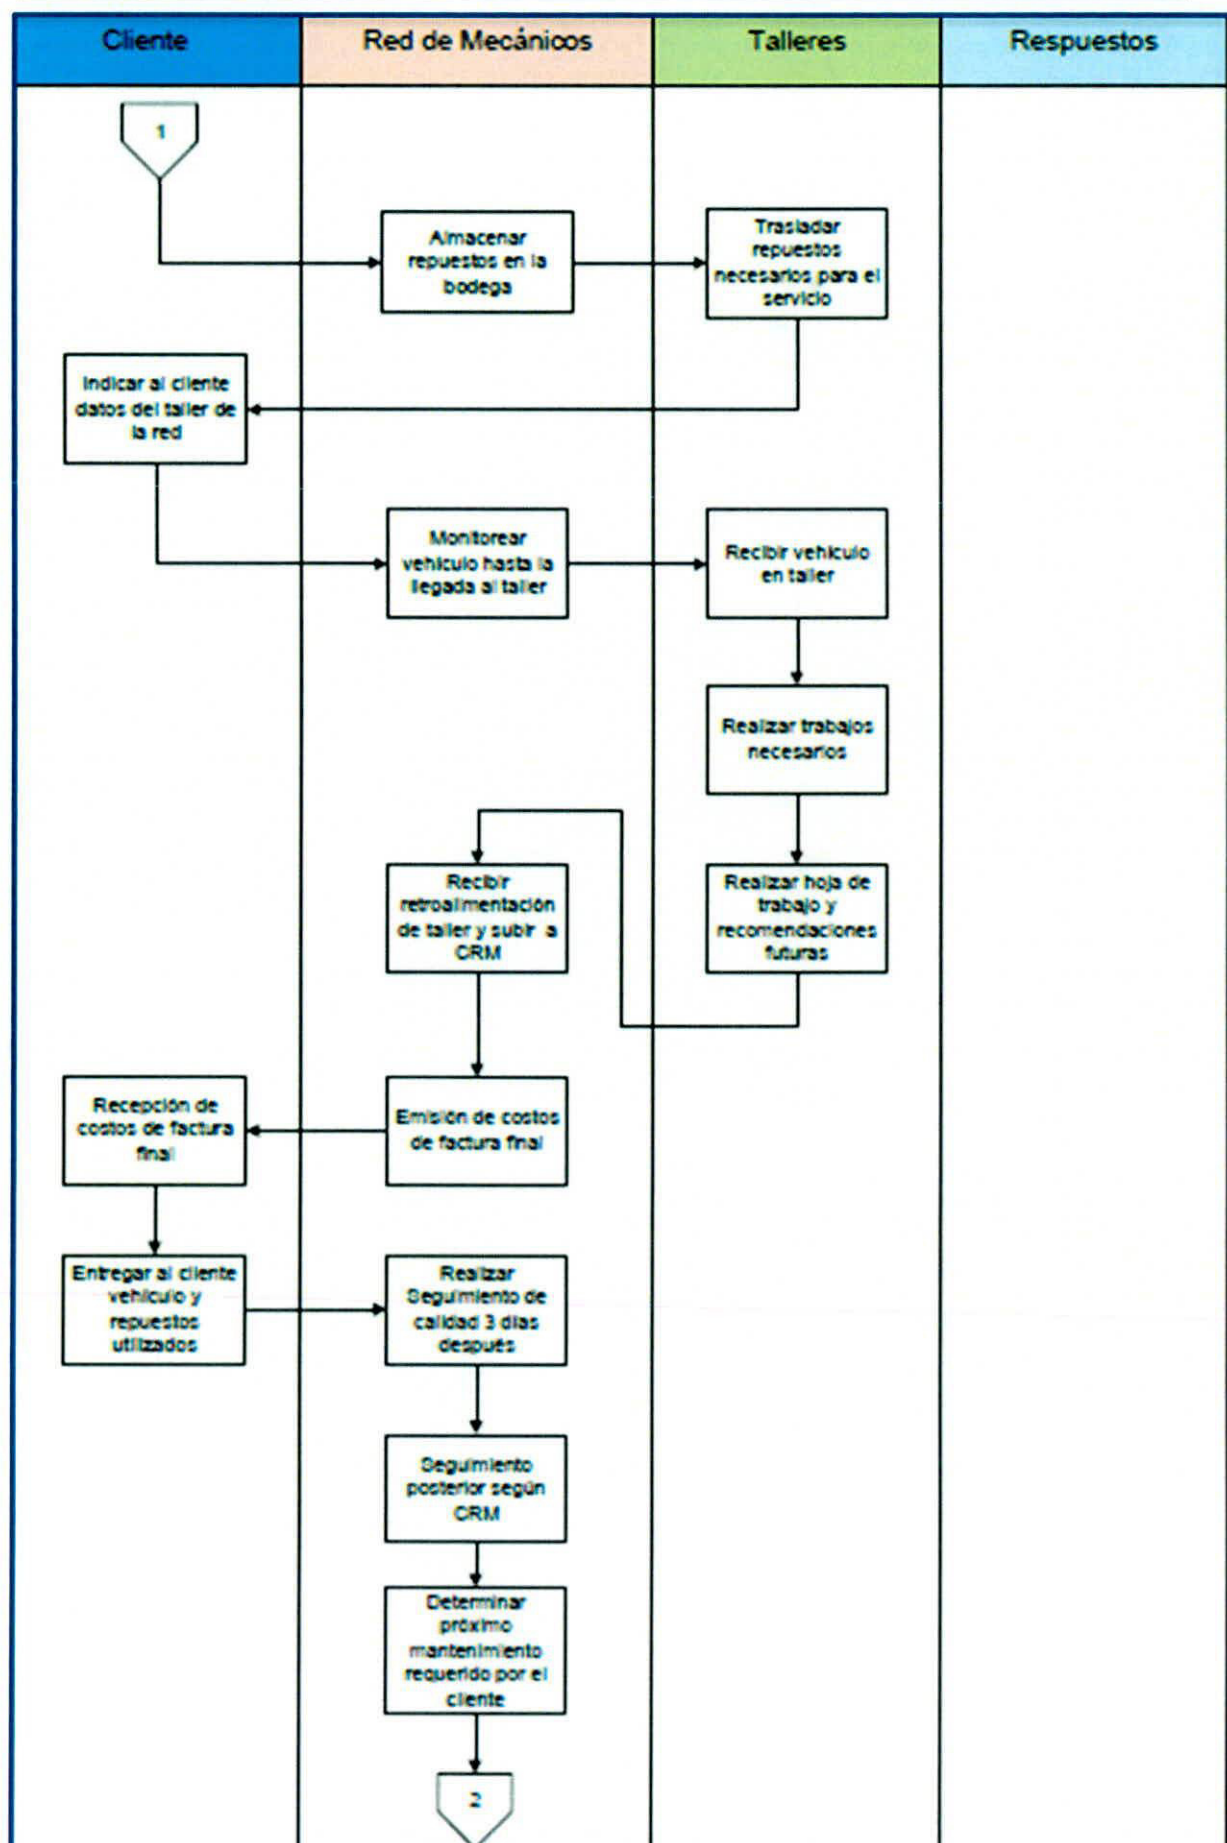 Cliente
Red de Mecánicos
Talleres
Respuestos
1
Almacenar
repuestos en la
bodega
Trasladar
repuestos
necesarios para el
servicio
Indicar al cliente
datos del taller de
la red
Monitorear
vehículo hasta la
llegada al taller
Recibir vehículo
en taller
Realizar trabajos
necesarios
Recibir
retroalimentación
de taller y subir a
CRM
Realizar hoja de
trabajo y
recomendaciones
futuras
Recepción de
costos de factura
final
Emisión de costos
de factura final
Entregar al cliente
vehículo y
repuestos
utilizados
Realizar
Seguimiento de
calidad 3 días
después
Seguimiento
posterior según
CRM
Determinar
próximo
mantenimiento
requerido por el
cliente
2